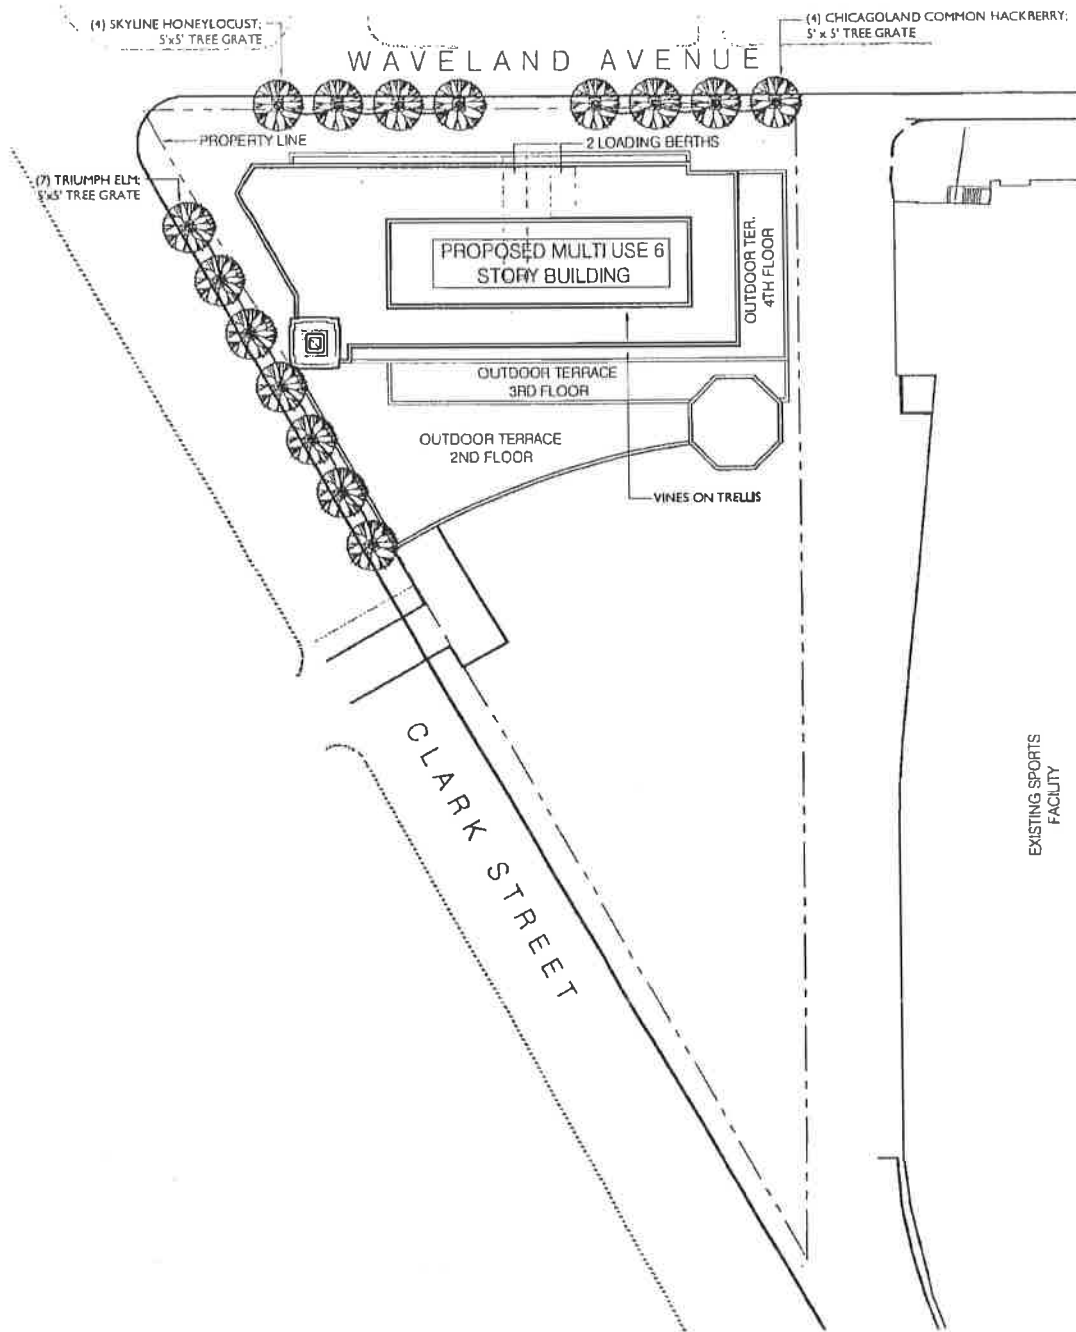 (4) SKYLINE HONEYLOCUST;
5'x5' TREE GRATE
(4) CHICAGOLAND COMMON HACKBERRY;
5' x 5' TREE GRATE
WAVELAND AVENUE
PROPERTY LINE
2 LOADING BERTHS
(7) TRIUMPH ELM;
5'x5' TREE GRATE
PROPOSED MULTI USE 6
STORY BUILDING
OUTDOOR TER.
4TH FLOOR
OUTDOOR TERRACE
3RD FLOOR
OUTDOOR TERRACE
2ND FLOOR
VINES ON TRELLIS
CLARK STREET
EXISTING SPORTS
FACILITY